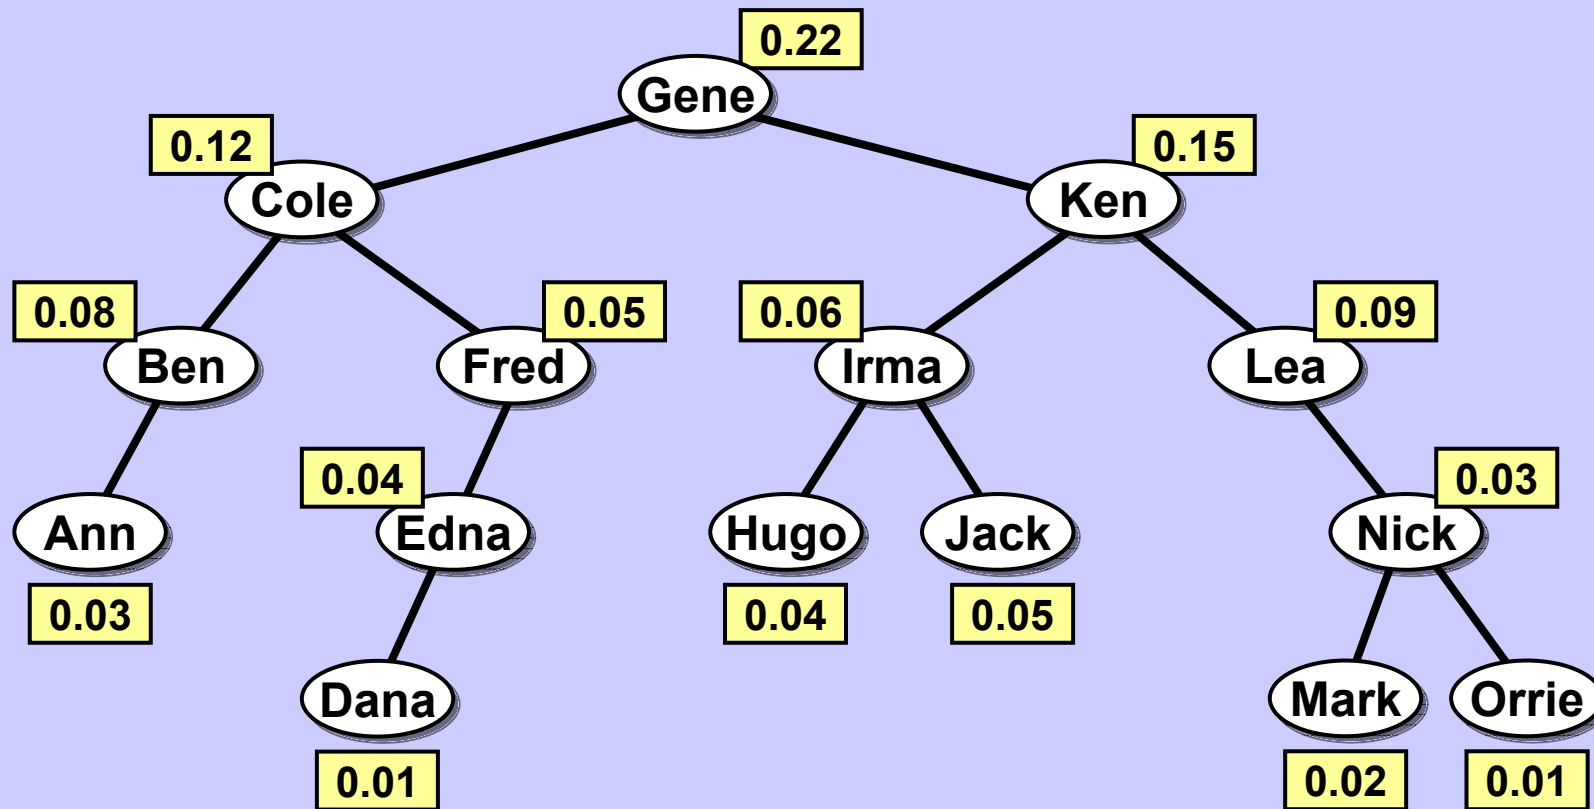 0.22
Gene
0.12
0.15
Cole
Ken
0.08
0.05
0.06
0.09
Ben
Fred
Irma
Lea
0.04
0.03
Ann
Edna
Hugo
Jack
Nick
0.03
0.04
0.05
Dana
Mark
Orrie
0.01
0.02
0.01